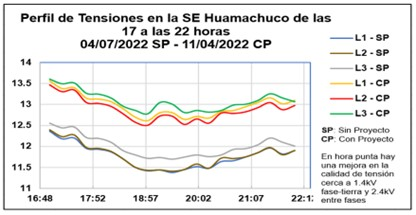 Perfil de Tensiones en la SE Huamachuco de las
17 a las 22 horas
04/07/2022 SP - 11/04/2022 CP
14
13.5
13
12.5
12
11.5
11
16:48
17:52
18:57
20:02
21:07
22:12
L1 - SP
L2 - SP
L3 - SP
L1 - CP
L2 - CP
L3 - CP
SP Sin Proyecto
CP: Con Proyecto
En hora punta hay
una mejora en la
calidad de tensión
cerca a 1.4kV
fase-tierra y 2.4kV
entre fases